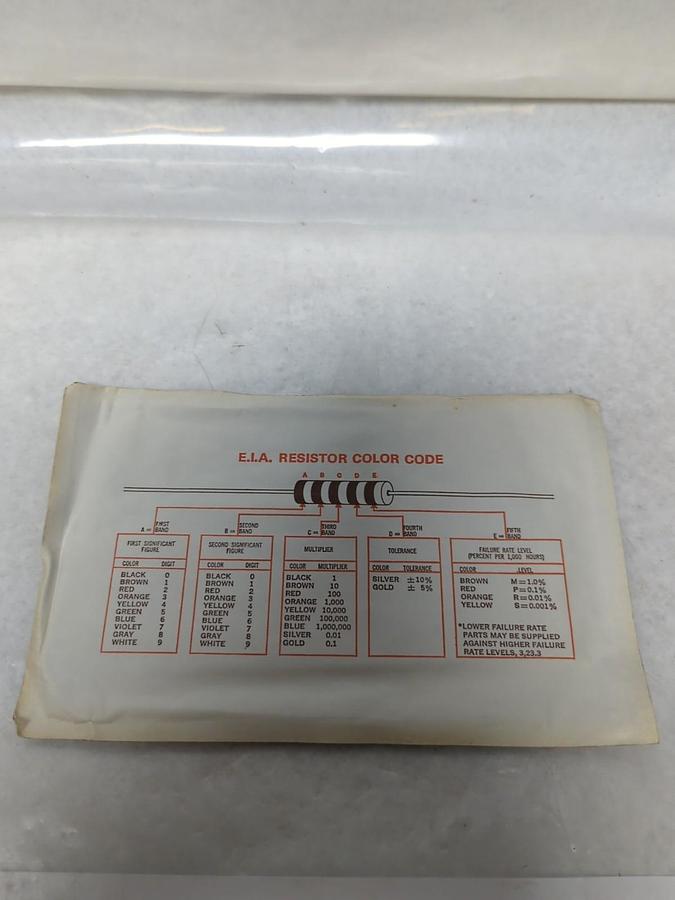 E.I.A. RESISTOR COLOR CODE
A B C D E
A = FIRST BAND
B = SECOND BAND
C = THIRD BAND
D = FOURTH BAND
E = FIFTH BAND
FIRST SIGNIFICANT
FIGURE
COLOR DIGIT
BLACK 0
BROWN 1
RED 2
ORANGE 3
YELLOW 4
GREEN 5
BLUE 6
VIOLET 7
GRAY 8
WHITE 9
SECOND SIGNIFICANT
FIGURE
COLOR DIGIT
BLACK 0
BROWN 1
RED 2
ORANGE 3
YELLOW 4
GREEN 5
BLUE 6
VIOLET 7
GRAY 8
WHITE 9
MULTIPLIER
COLOR MULTIPLIER
BLACK 1
BROWN 10
RED 100
ORANGE 1,000
YELLOW 10,000
GREEN 100,000
BLUE 1,000,000
SILVER 0.01
GOLD 0.1
TOLERANCE
COLOR TOLERANCE
SILVER ±10%
GOLD ± 5%
FAILURE RATE LEVEL
(PERCENT PER 1,000 HOURS)
COLOR LEVEL
BROWN M=1.0%
RED P=0.1%
ORANGE R=0.01%
YELLOW S=0.001%
*LOWER FAILURE RATE
PARTS MAY BE SUPPLIED
AGAINST HIGHER FAILURE
RATE LEVELS, 3,23.3